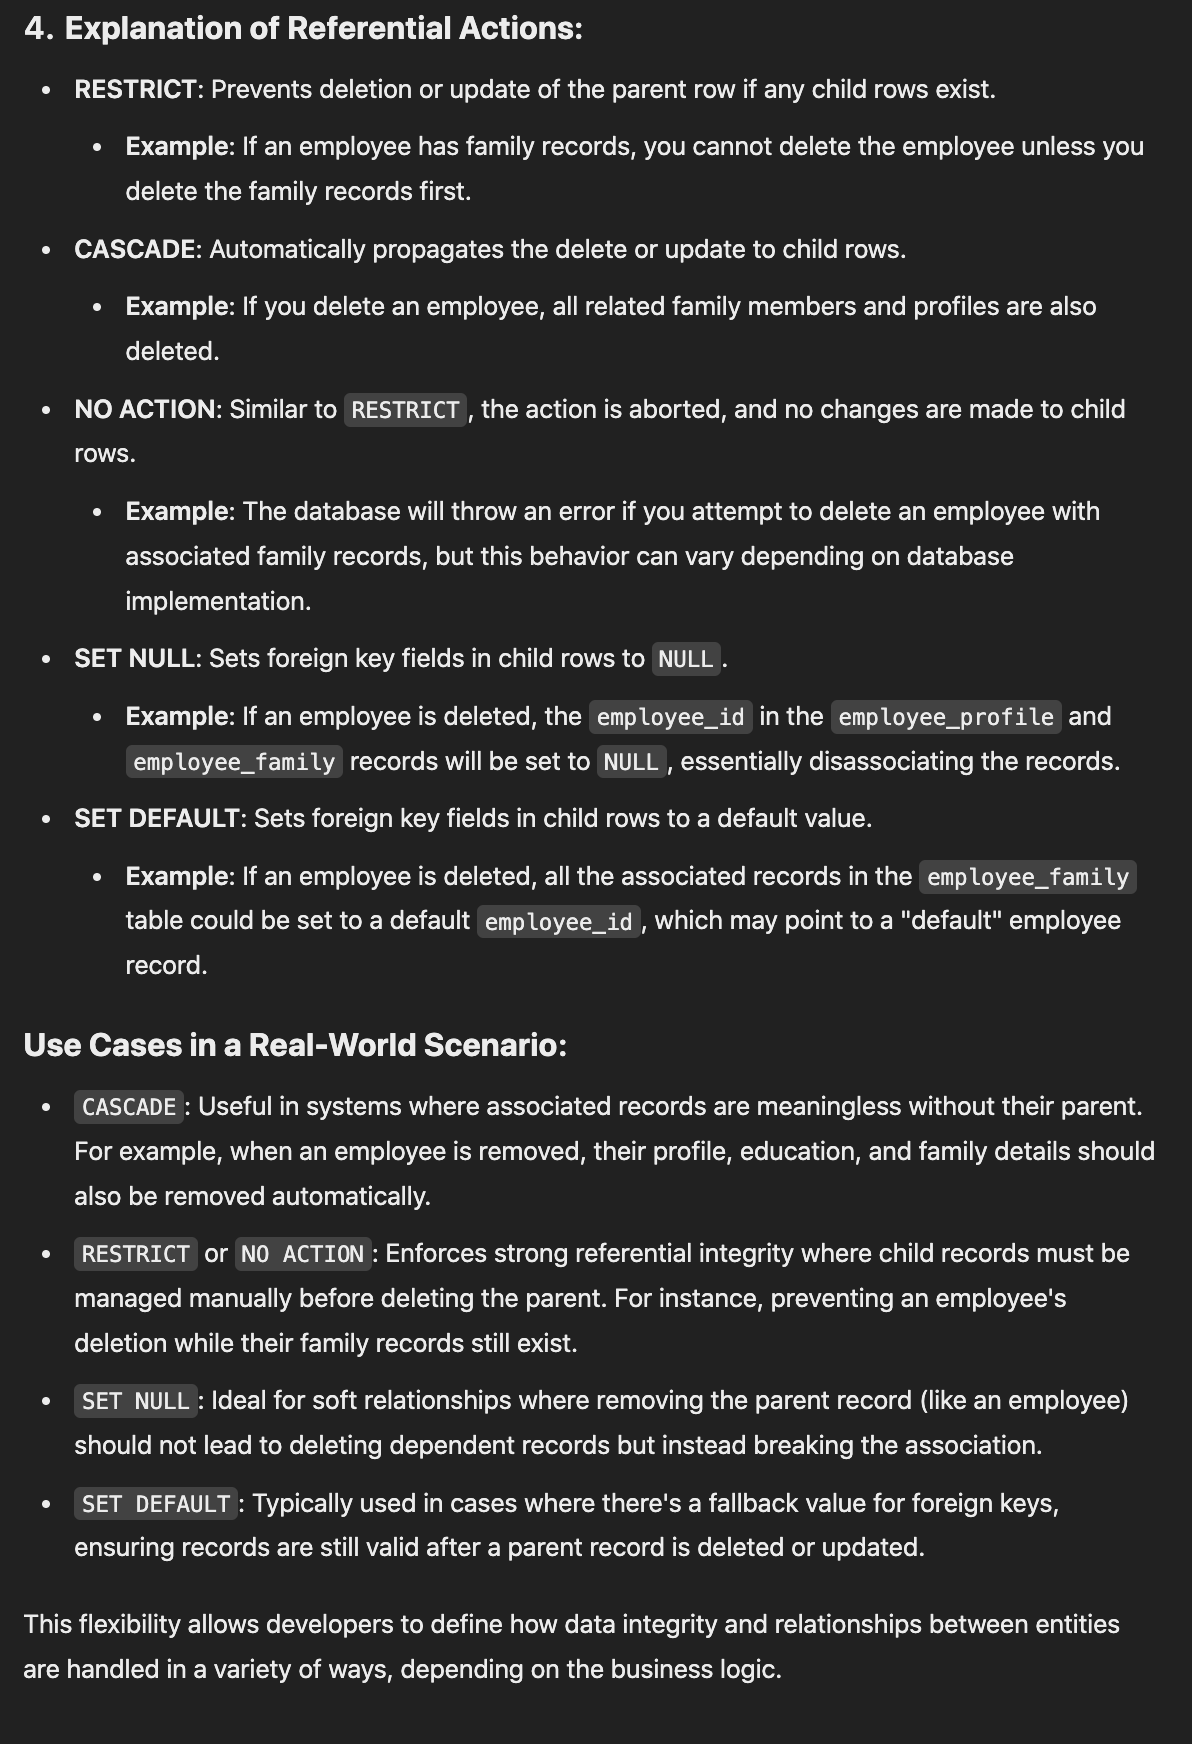 4. Explanation of Referential Actions:
• RESTRICT: Prevents deletion or update of the parent row if any child rows exist.
• Example: If an employee has family records, you cannot delete the employee unless you
delete the family records first.
• CASCADE: Automatically propagates the delete or update to child rows.
• Example: If you delete an employee, all related family members and profiles are also
deleted.
• NO ACTION: Similar to RESTRICT, the action is aborted, and no changes are made to child
rows.
• Example: The database will throw an error if you attempt to delete an employee with
associated family records, but this behavior can vary depending on database
implementation.
• SET NULL: Sets foreign key fields in child rows to NULL.
• Example: If an employee is deleted, the employee_id in the employee_profile and
employee_family records will be set to NULL, essentially disassociating the records.
• SET DEFAULT: Sets foreign key fields in child rows to a default value.
• Example: If an employee is deleted, all the associated records in the employee_family
table could be set to a default employee_id, which may point to a "default" employee
record.
Use Cases in a Real-World Scenario:
• CASCADE: Useful in systems where associated records are meaningless without their parent.
For example, when an employee is removed, their profile, education, and family details should
also be removed automatically.
• RESTRICT or NO ACTION: Enforces strong referential integrity where child records must be
managed manually before deleting the parent. For instance, preventing an employee's
deletion while their family records still exist.
• SET NULL: Ideal for soft relationships where removing the parent record (like an employee)
should not lead to deleting dependent records but instead breaking the association.
• SET DEFAULT: Typically used in cases where there's a fallback value for foreign keys,
ensuring records are still valid after a parent record is deleted or updated.
This flexibility allows developers to define how data integrity and relationships between entities
are handled in a variety of ways, depending on the business logic.